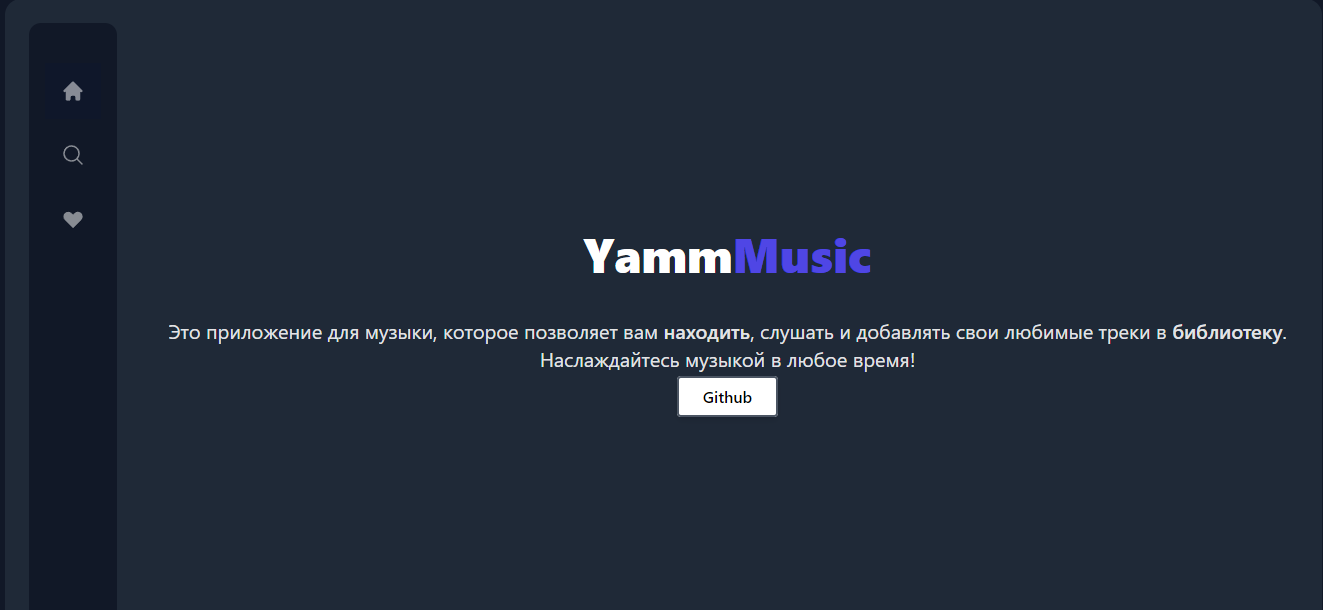 YammMusic
Это приложение для музыки, которое позволяет вам находить, слушать и добавлять свои любимые треки в библиотеку.
Наслаждайтесь музыкой в любое время!
Github